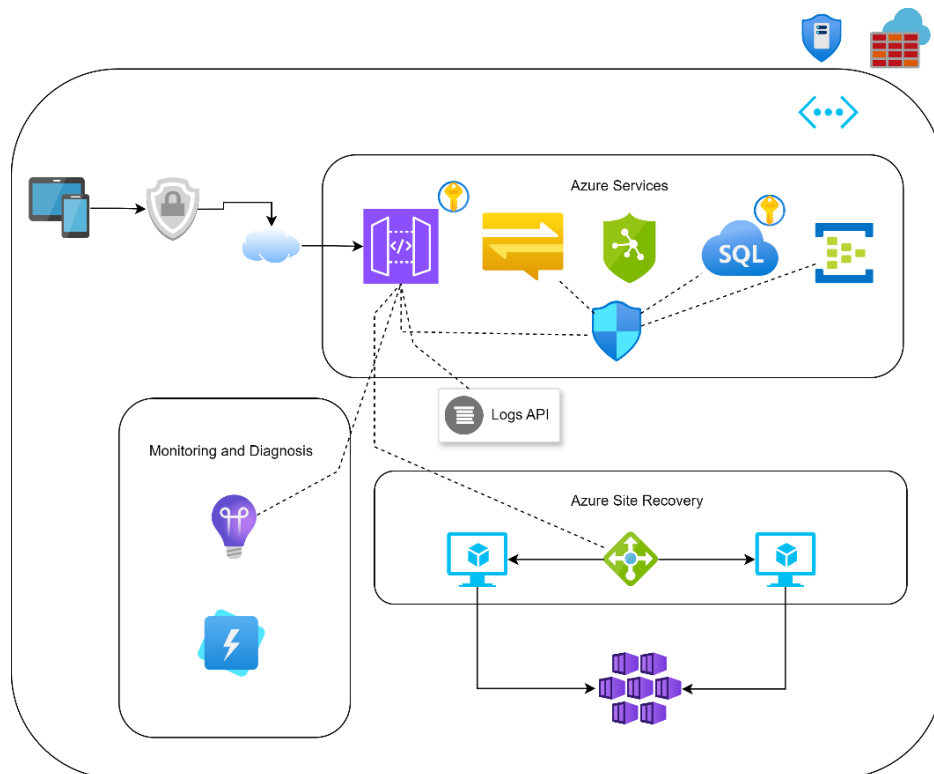 Azure Services
SQL
Logs API
Monitoring and Diagnosis
Azure Site Recovery